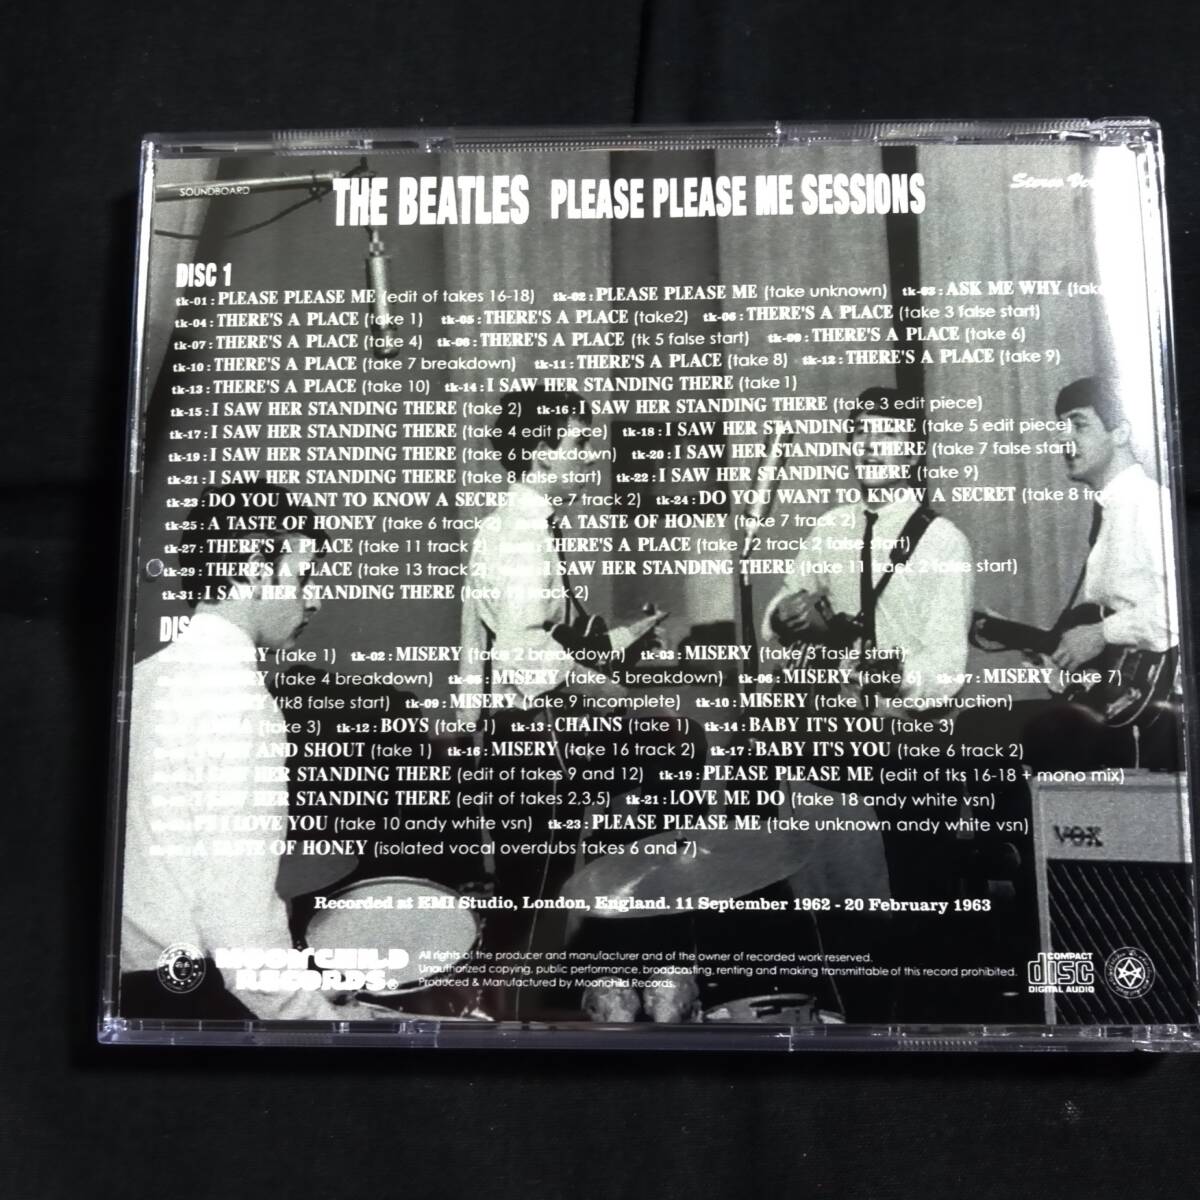 SOUNDBOARD
THE BEATLES PLEASE PLEASE ME SESSIONS
Stereo
DISC 1
tk-01: PLEASE PLEASE ME (edit of takes 16-18) tk-02: PLEASE PLEASE ME (take unknown) tk-03: ASK ME WHY
tk-04: THERE'S A PLACE (take 1) tk-05: THERE'S A PLACE (take2) tk-06: THERE'S A PLACE (take 3 false start)
tk-07: THERE'S A PLACE (take 4) tk-08: THERE'S A PLACE (tk 5 false start) tk-09: THERE'S A PLACE (take 6)
tk-10: THERE'S A PLACE (take 7 breakdown) tk-11: THERE'S A PLACE (take 8) tk-12: THERE'S A PLACE (take 9)
tk-13: THERE'S A PLACE (take 10) tk-14: I SAW HER STANDING THERE (take 1)
tk-15: I SAW HER STANDING THERE (take 2) tk-16: I SAW HER STANDING THERE (take 3 edit piece)
tk-17: I SAW HER STANDING THERE (take 4 edit piece) tk-18: I SAW HER STANDING THERE (take 5 edit piece)
tk-19: I SAW HER STANDING THERE (take 6 breakdown) tk-20: I SAW HER STANDING THERE (take 7 false start)
tk-21: I SAW HER STANDING THERE (take 8 false start) tk-22: I SAW HER STANDING THERE (take 9)
tk-23: DO YOU WANT TO KNOW A SECRET (take 7 track 2) tk-24: DO YOU WANT TO KNOW A SECRET (take 8
tk-25: A TASTE OF HONEY (take 6 track 2) A TASTE OF HONEY (take 7 track 2)
tk-27: THERE'S A PLACE (take 11 track 2) THERE'S A PLACE (take 12 track 2 false start)
tk-29: THERE'S A PLACE (take 13 track 2) I SAW HER STANDING THERE (take 11 track 2 false start)
tk-31: I SAW HER STANDING THERE track 2)
(take 1) tk-02: MISERY (take 2 breakdown) tk-03: MISERY (take 3 fasle start)
(take 4 breakdown) tk-05: MISERY (take 5 breakdown) tk-06: MISERY (take 6) tk-07: MISERY (take 7)
(tk8 false start) tk-09: MISERY (take 9 incomplete) tk-10: MISERY (take 11 reconstruction)
(take 3) tk-12: BOYS (take 1) tk-13: CHAINS (take 1) tk-14: BABY IT'S YOU (take 3)
AND SHOUT (take 1) tk-16: MISERY (take 16 track 2) tk-17: BABY IT'S YOU (take 6 track 2)
I SAW HER STANDING THERE (edit of takes 9 and 12) tk-19: PLEASE PLEASE ME (edit of tks 16-18 + mono mix)
HER STANDING THERE (edit of takes 2,3,5) tk-21: LOVE ME DO (take 18 andy white vsn)
I LOVE YOU (take 10 andy white vsn) tk-23: PLEASE PLEASE ME (take unknown andy white vsn)
A TASTE OF HONEY (isolated vocal overdubs takes 6 and 7)
VOX
Recorded at EMI Studio, London, England. 11 September 1962 - 20 February 1963
MOON CHILD
RECORDS®
All rights of the producer and manufacturer and of the owner of recorded work reserved.
Unauthorized copying, public performance, broadcasting, renting and making transmittable of this record prohibited.
Produced & Manufactured by Moonchild Records.
COMPACT
disc
DIGITAL AUDIO